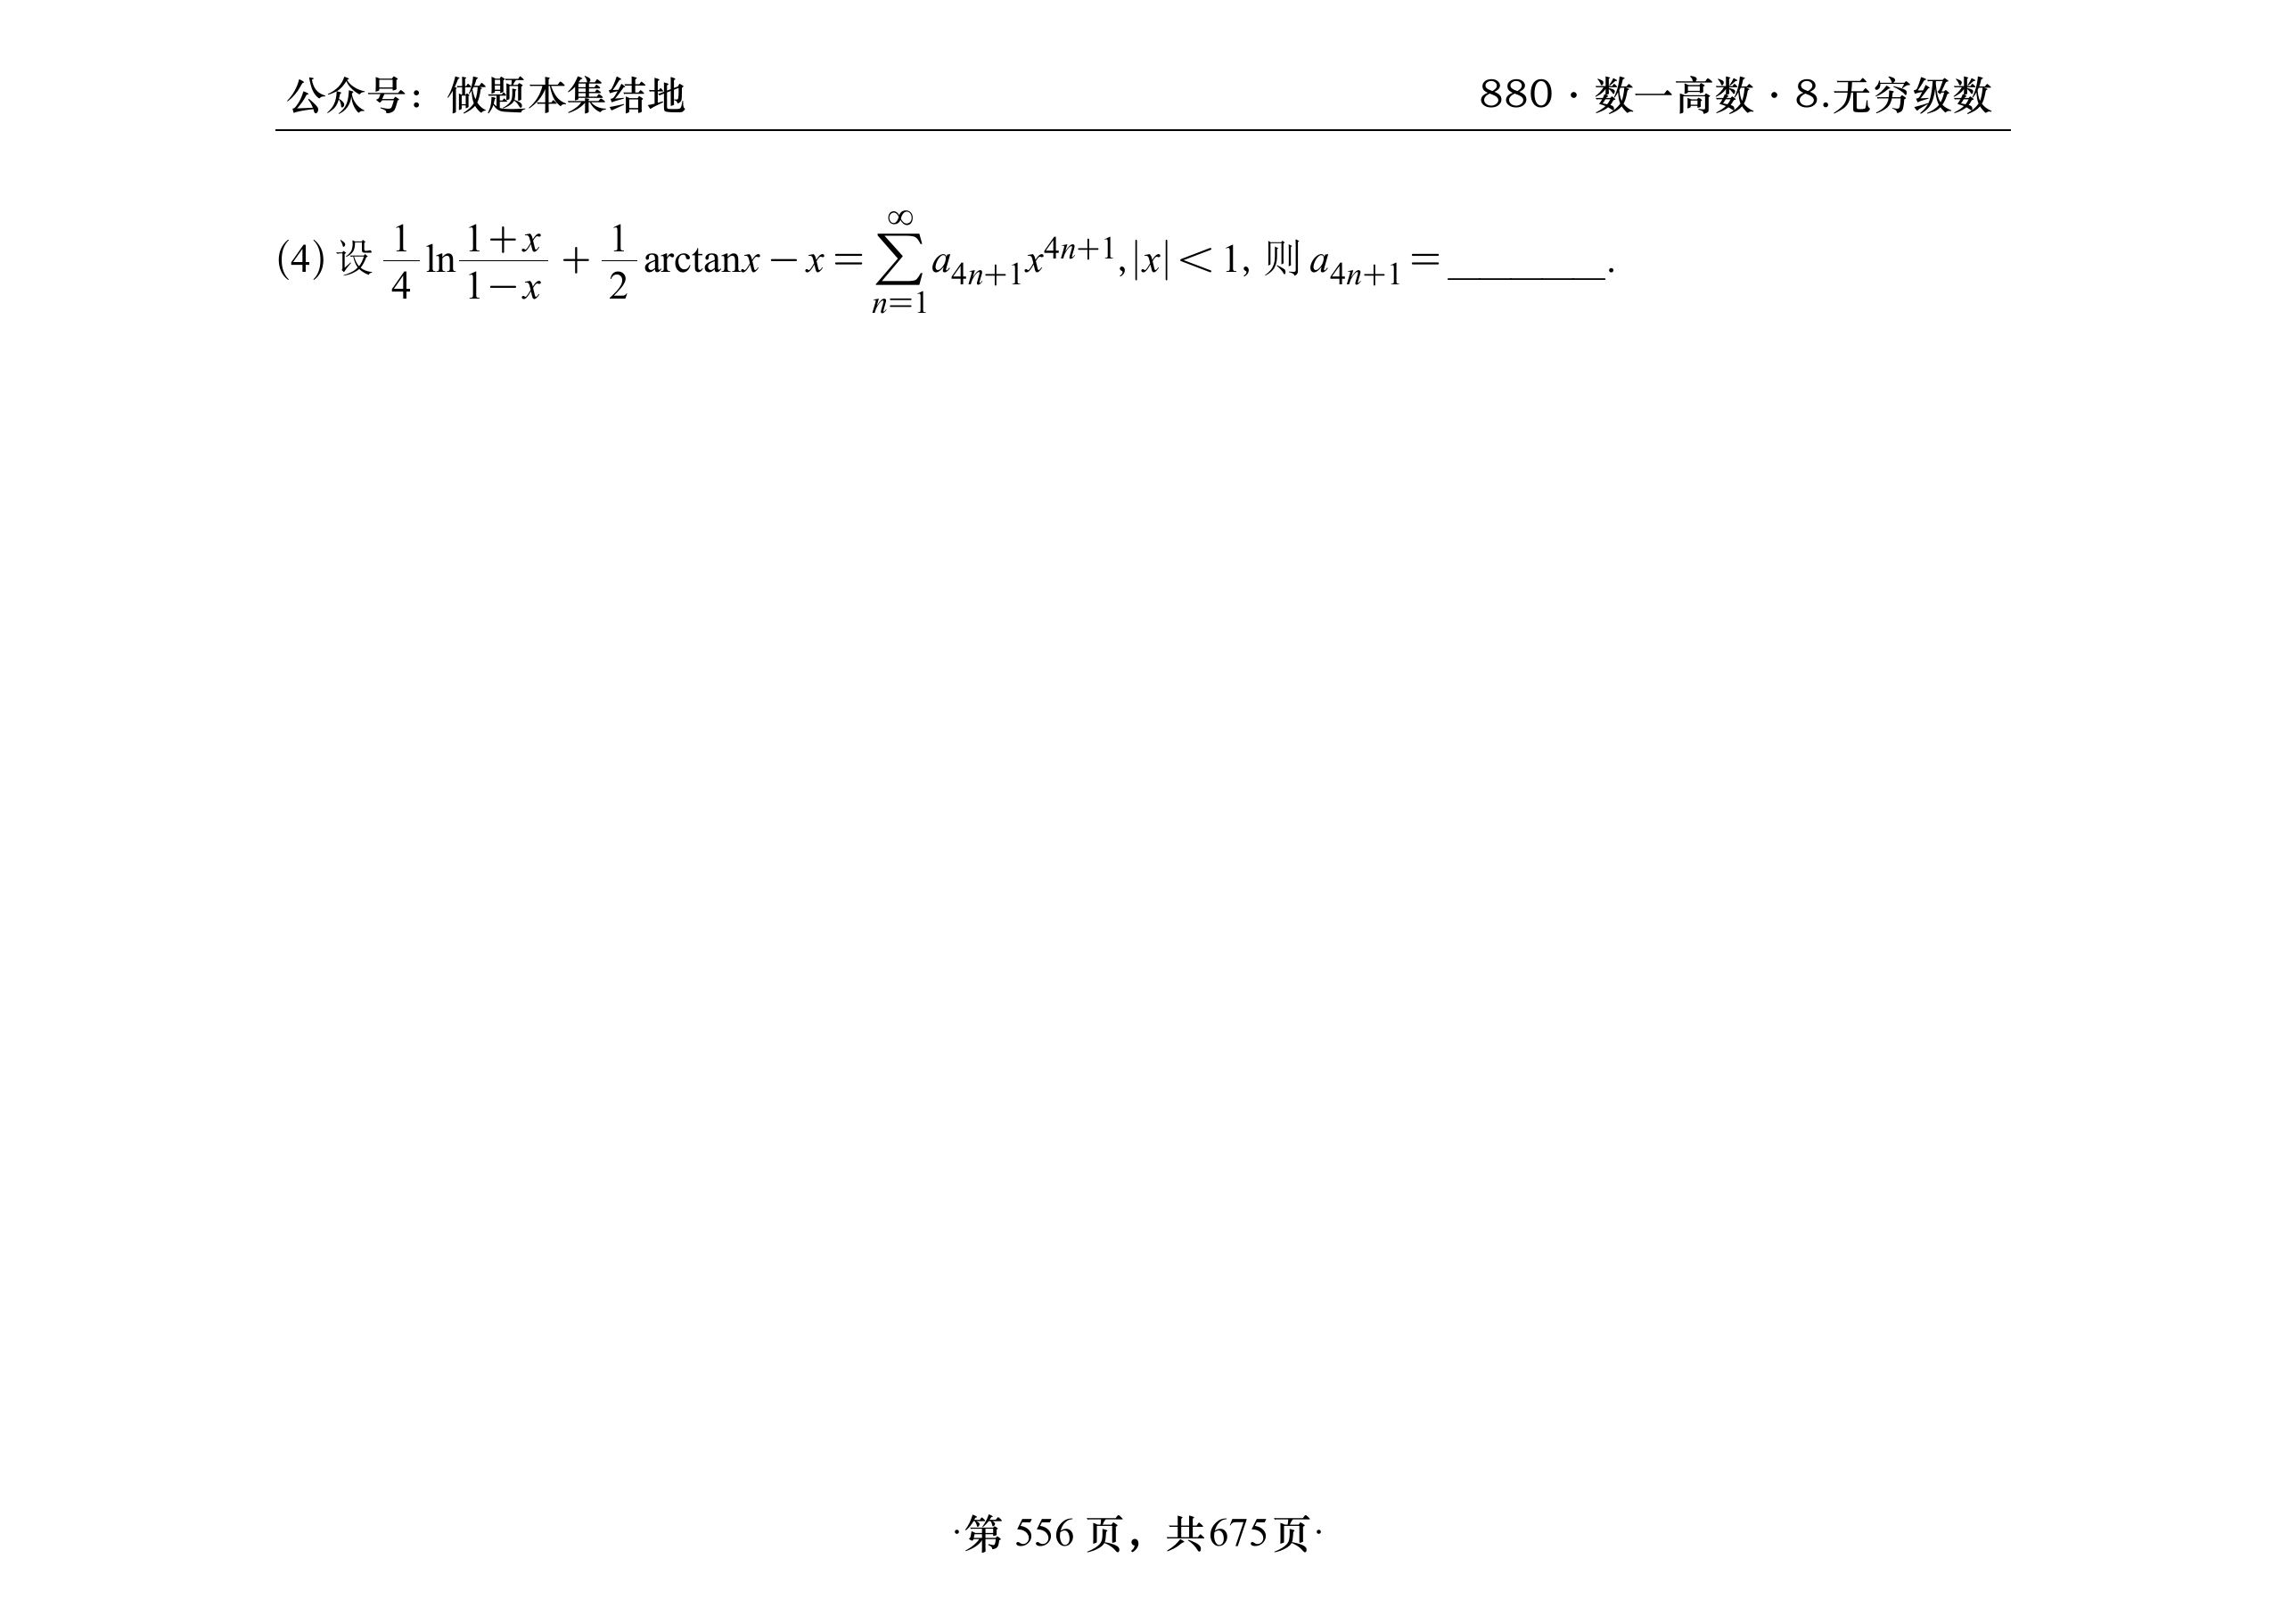 公众号：做题本集结地
880·数一高数·8.无穷级数
(4) 设 $\frac{1}{4}\ln\frac{1+x}{1-x}+\frac{1}{2}\arctan x-x=\sum_{n=1}^{\infty}a_{4n+1}x^{4n+1},|x|<1$, 则 $a_{4n+1}=$________.
·第 556 页，共675页·